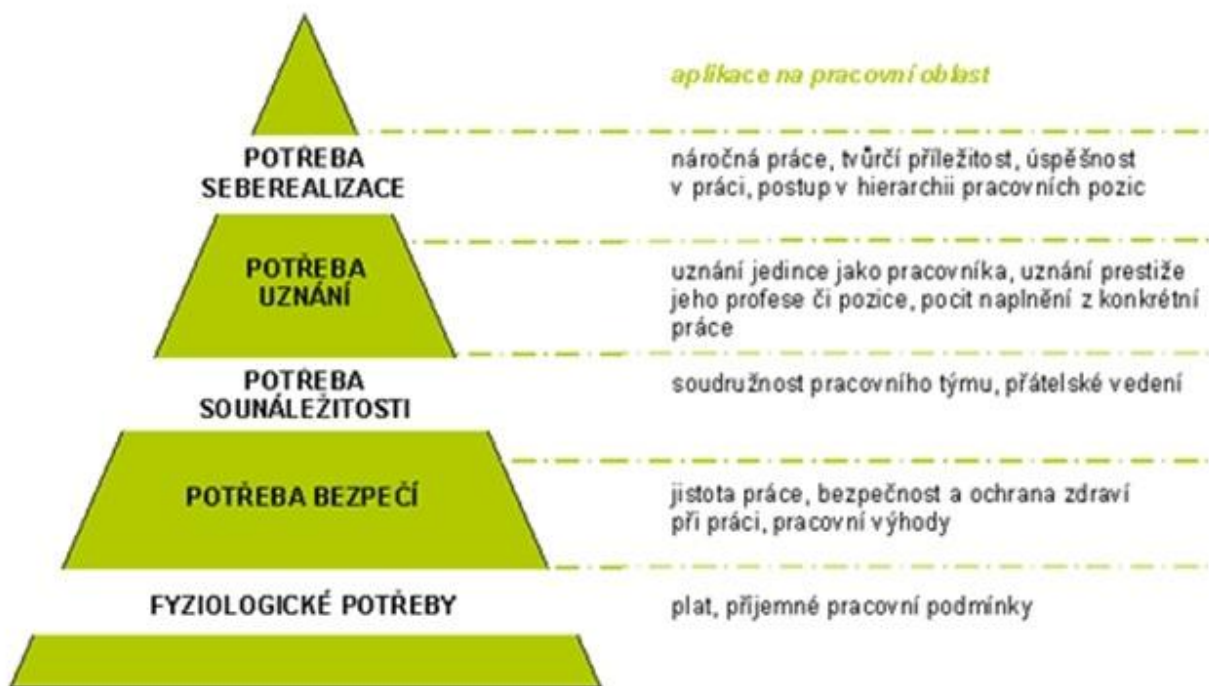 aplikace na pracovní oblast
POTŘEBA
SEBEREALIZACE
náročná práce, tvůrčí příležitost, úspěšnost
v práci, postup v hierarchii pracovních pozic
POTŘEBA
UZNÁNÍ
uznání jedince jako pracovníka, uznání prestiže
jeho profese či pozice, pocit naplnění z konkrétní
práce
POTŘEBA
SOUNÁLEŽITOSTI
soudružnost pracovního týmu, přátelské vedení
POTŘEBA BEZPEČÍ
jistota práce, bezpečnost a ochrana zdraví
při práci, pracovní výhody
FYZIOLOGICKÉ POTŘEBY
plat, příjemné pracovní podmínky